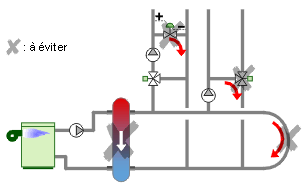 +
−
: à éviter